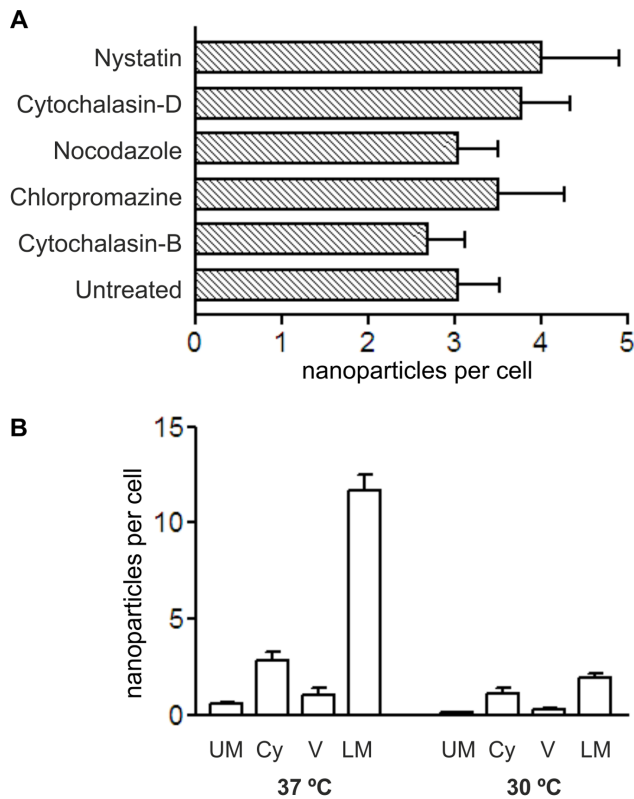 A
Nystatin
Cytochalasin-D
Nocodazole
Chlorpromazine
Cytochalasin-B
Untreated
0 1 2 3 4 5
nanoparticles per cell
B
nanoparticles per cell
15
10
5
0
UM Cy V LM UM Cy V LM
37 ºC 30 ºC